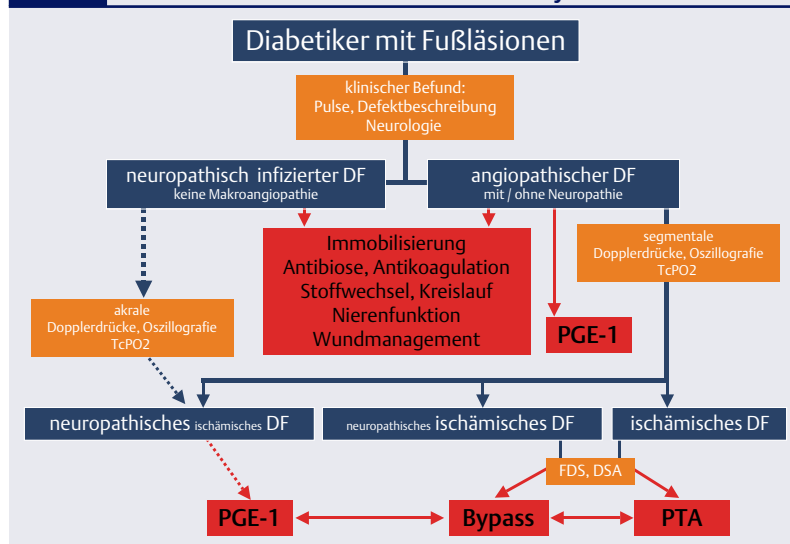 Diabetiker mit Fußläsionen
klinischer Befund:
Pulse, Defektbeschreibung
Neurologie
neuropathisch infizierter DF
keine Makroangiopathie
angiopathischer DF
mit / ohne Neuropathie
Immobilisierung
Antibiose, Antikoagulation
Stoffwechsel, Kreislauf
Nierenfunktion
Wundmanagement
segmentale
Dopplerdrücke, Oszillografie
TcPO2
akrale
Dopplerdrücke, Oszillografie
TcPO2
PGE-1
neuropathisches ischämisches DF
neuropathisches ischämisches DF
ischämisches DF
FDS, DSA
PGE-1
Bypass
PTA